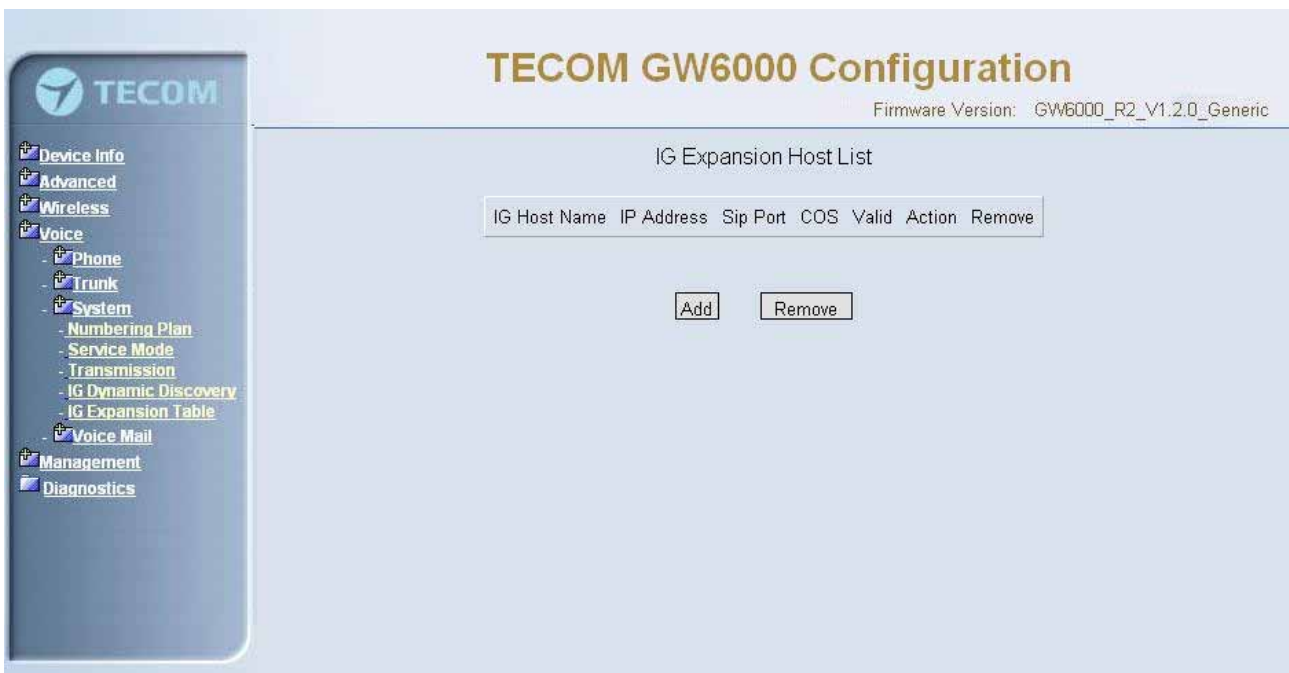 TECOM
TECOM GW6000 Configuration
Firmware Version: GW6000_R2_V1.2.0_Generic
Device Info
Advanced
Wireless
Voice
- Phone
- Trunk
- System
- Numbering Plan
- Service Mode
- Transmission
- IG Dynamic Discovery
- IG Expansion Table
- Voice Mail
Management
Diagnostics
IG Expansion Host List
IG Host Name IP Address Sip Port COS Valid Action Remove
Add Remove